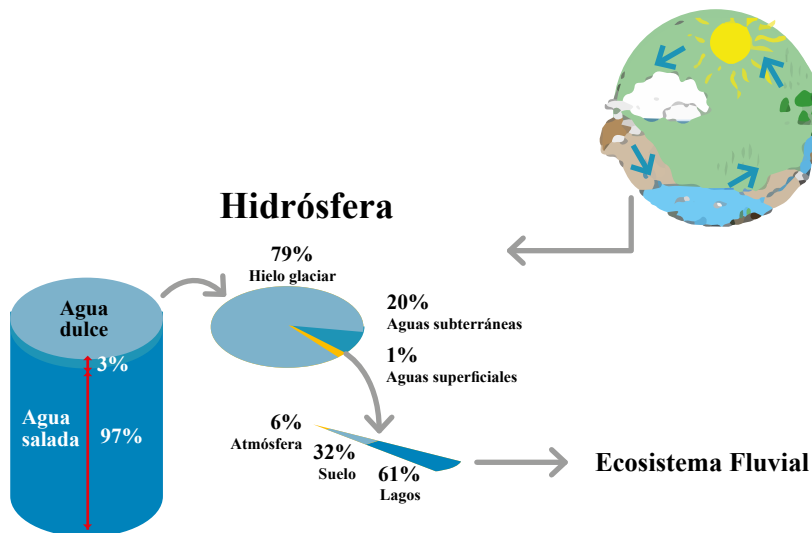 Hidrósfera
79%
Hielo glaciar
20%
Aguas subterráneas
1%
Aguas superficiales
Agua
dulce
3%
Agua
salada
97%
6%
Atmósfera
32%
Suelo
61%
Lagos
Ecosistema Fluvial